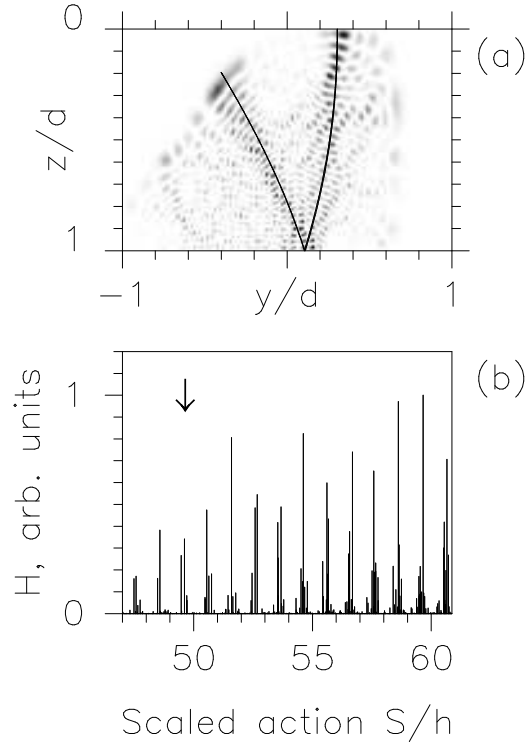 0
(a)
z/d
1
−1
y/d
1
(b)
1
H, arb. units
0
50
55
60
Scaled action S/h